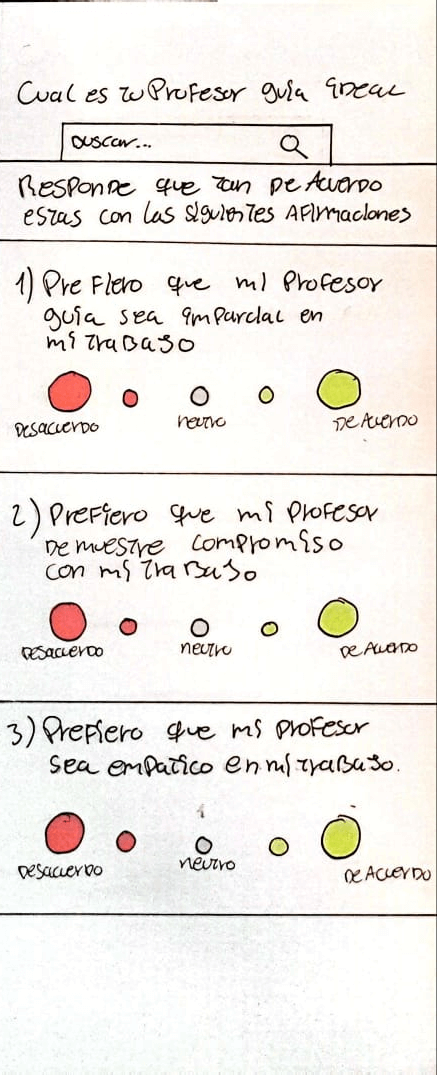 Cual es tu Profesor guía ideal
buscar...
Responde que tan De Acuerdo
estas con las siguientes Afirmaciones
1) Prefiero que mi Profesor
guía sea imparcial en
mi trabajo
Desacuerdo neutro De Acuerdo
2) Prefiero que mi Profesor
Demuestre compromiso
con mi trabajo
Desacuerdo neutro De Acuerdo
3) Prefiero que mi profesor
sea empatico en mi trabajo.
Desacuerdo neutro De Acuerdo